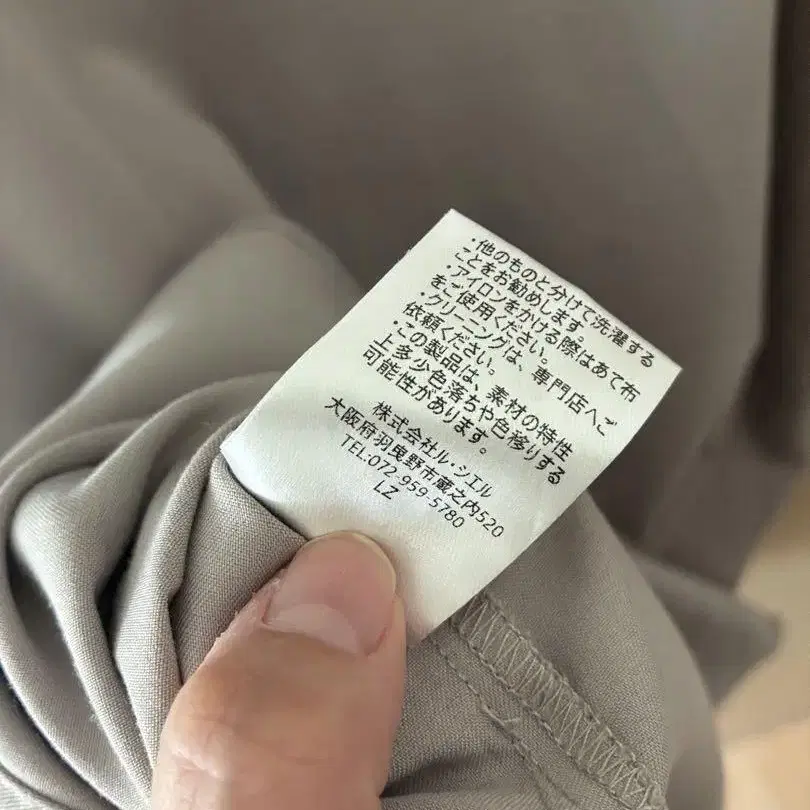 ・他のものと分けて洗濯する
ことをお勧めします。
・アイロンをかける際はあて布
をご使用ください。
・クリーニングは、専門店へご
依頼ください。
・この製品は、素材の特性
上多少色落ちや色移りする
可能性があります。
株式会社ル・シエル
大阪府羽曳野市蔵之内520
TEL:072-959-5780
LZ